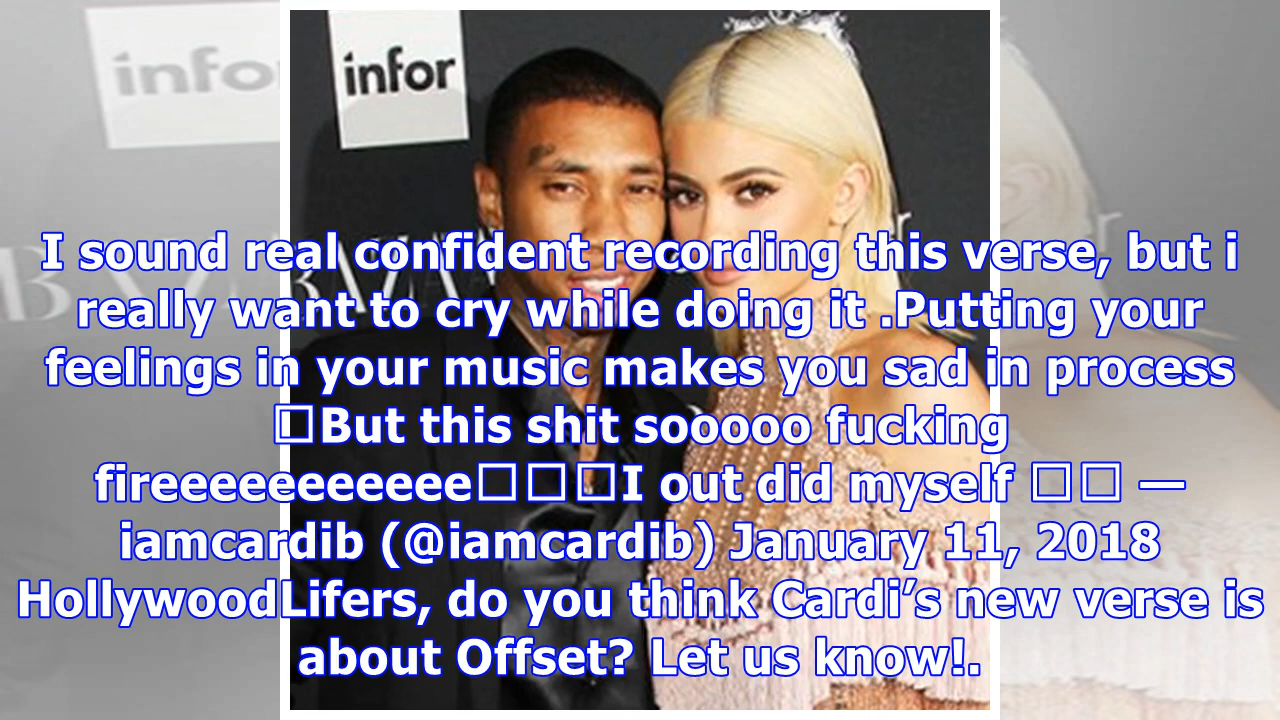 infor
infor
BAZAAR
I sound real confident recording this verse, but i
really want to cry while doing it .Putting your
feelings in your music makes you sad in process
□But this shit sooooo fucking
fireeeeeeeeeeee□□□I out did myself □□ —
iamcardib (@iamcardib) January 11, 2018
HollywoodLifers, do you think Cardi’s new verse is
about Offset? Let us know!.